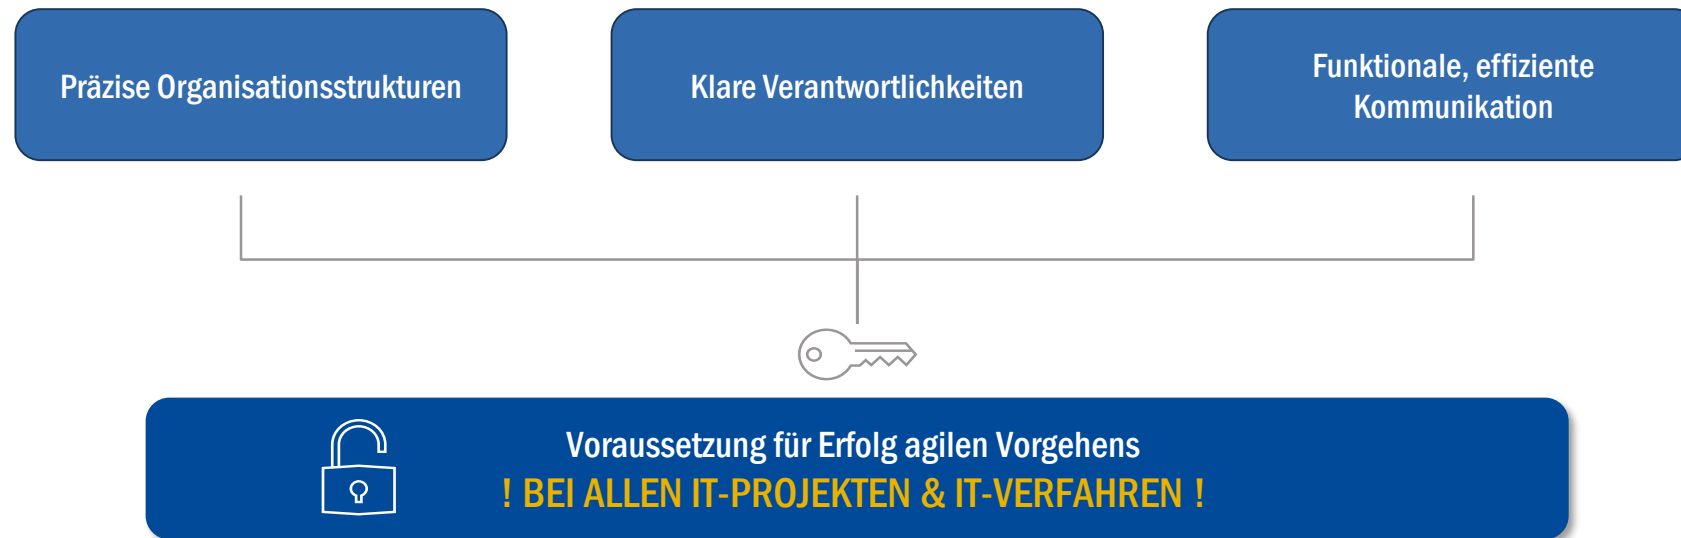 Präzise Organisationsstrukturen
Klare Verantwortlichkeiten
Funktionale, effiziente
Kommunikation
Voraussetzung für Erfolg agilen Vorgehens
! BEI ALLEN IT-PROJEKTEN & IT-VERFAHREN !